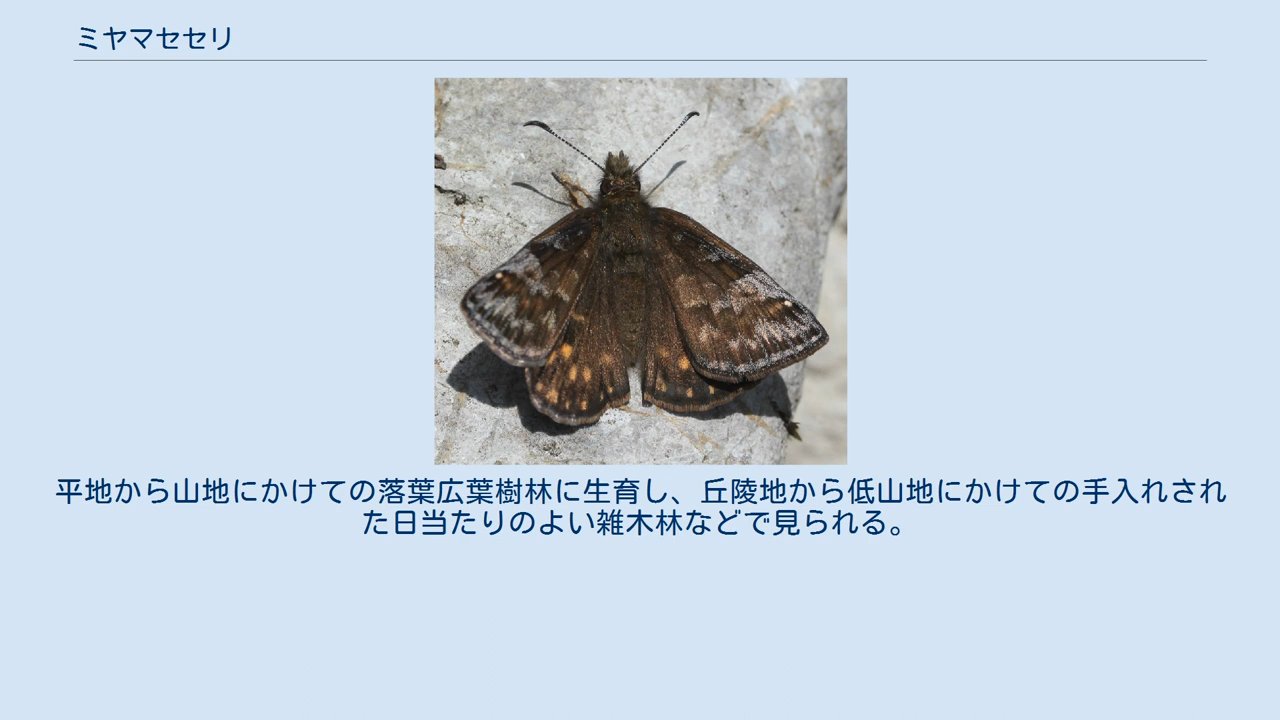 ミヤマセセリ
平地から山地にかけての落葉広葉樹林に生育し、丘陵地から低山地にかけての手入れされ
た日当たりのよい雑木林などで見られる。